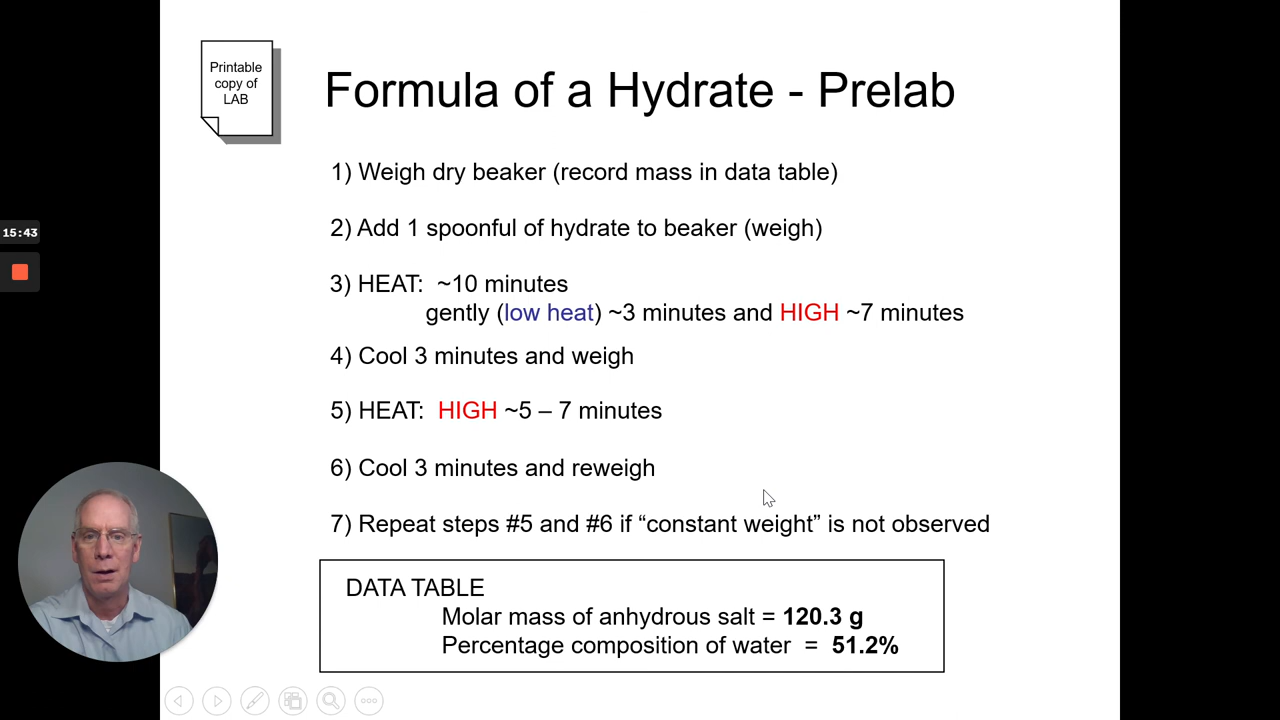 Printable
copy of
LAB
Formula of a Hydrate - Prelab
1) Weigh dry beaker (record mass in data table)
2) Add 1 spoonful of hydrate to beaker (weigh)
3) HEAT: ~10 minutes
gently (low heat) ~3 minutes and HIGH ~7 minutes
4) Cool 3 minutes and weigh
5) HEAT: HIGH ~5 – 7 minutes
6) Cool 3 minutes and reweigh
7) Repeat steps #5 and #6 if “constant weight” is not observed
DATA TABLE
Molar mass of anhydrous salt = 120.3 g
Percentage composition of water = 51.2%
15:43